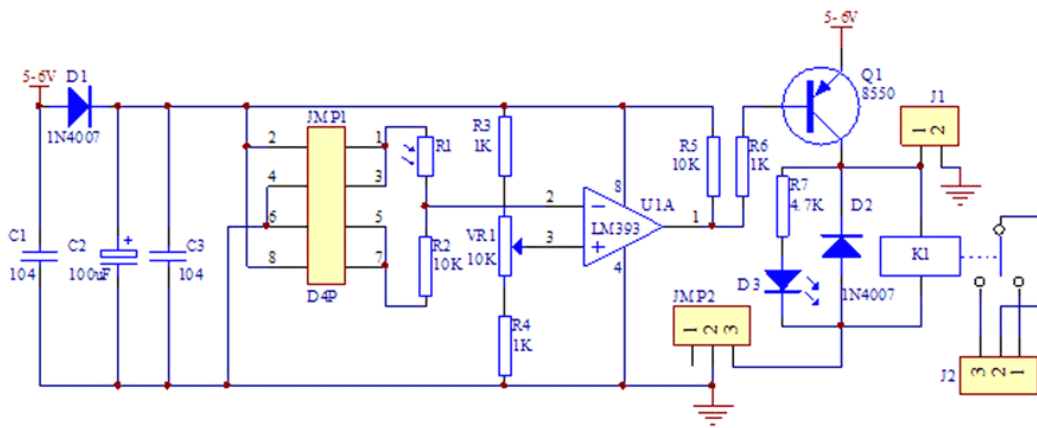 5-6V
D1
1N4007
C1
104
C2
100uF
+
C3
104
JMP1
2
4
6
8
1
3
5
7
D4P
R1
R2
10K
R3
1K
VR1
10K
R4
1K
2
3
−
+
8
4
LM393
U1A
1
R5
10K
R6
1K
5-6V
Q1
8550
J1
1
2
R7
4.7K
D2
1N4007
D3
K1
JMP2
1
2
3
J2
3
2
1